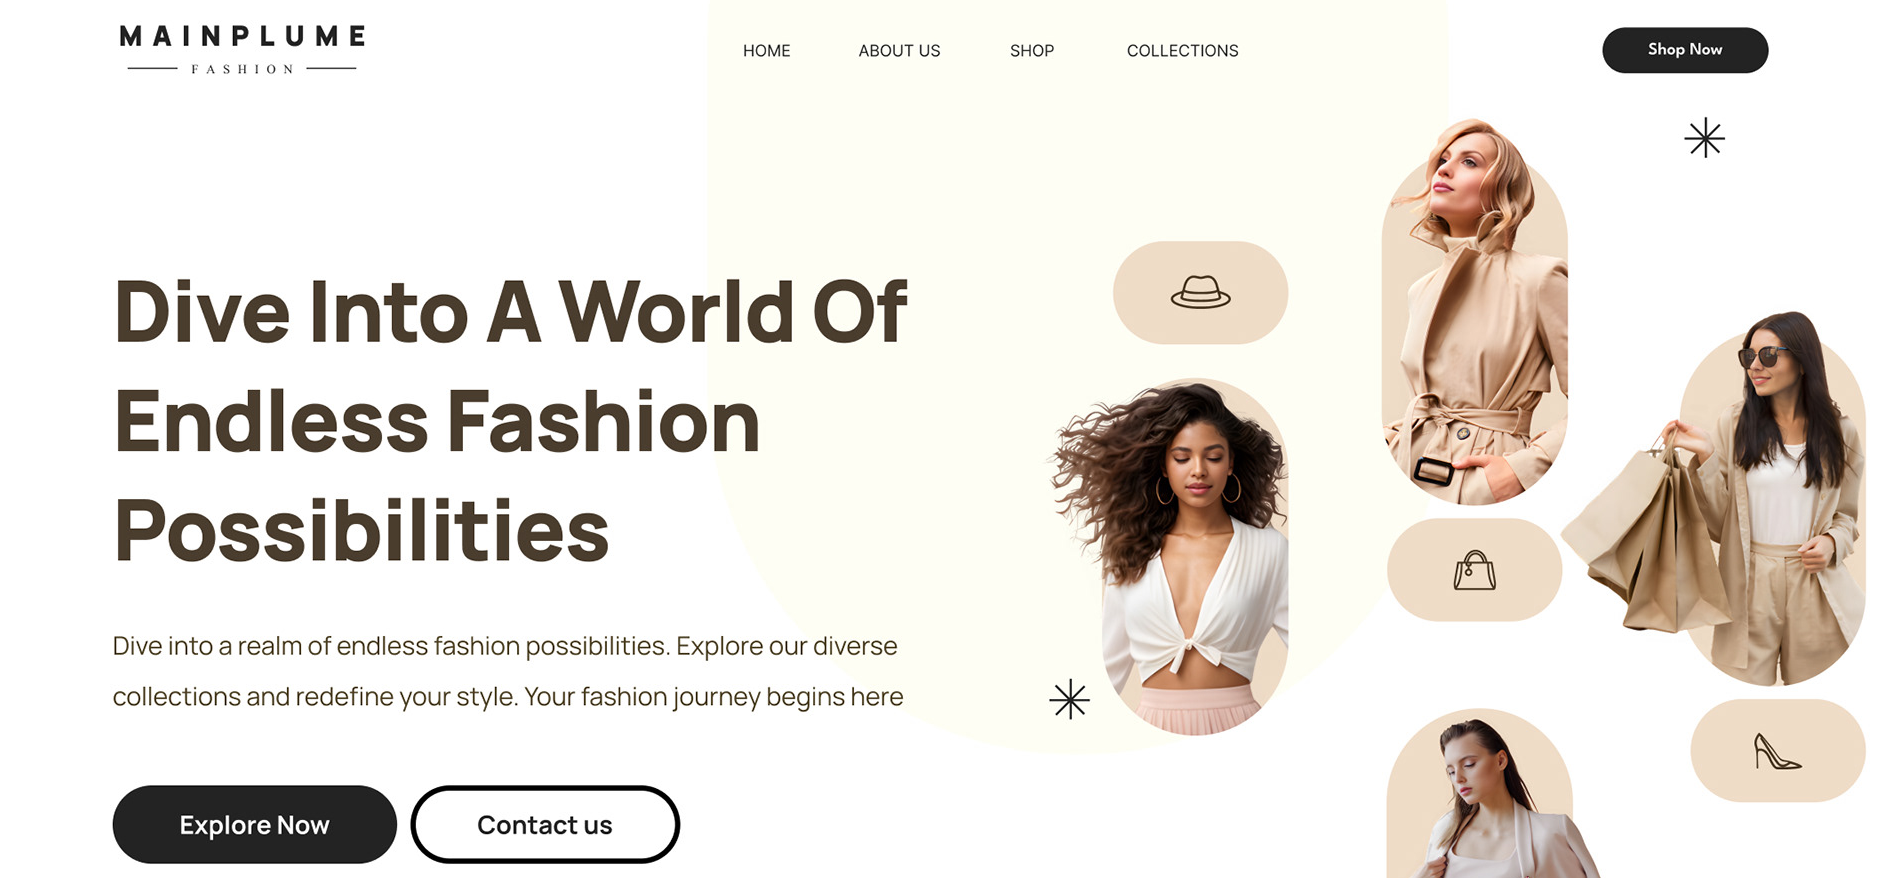 MAINPLUME
FASHION
HOME
ABOUT US
SHOP
COLLECTIONS
Shop Now
Dive Into A World Of
Endless Fashion
Possibilities
Dive into a realm of endless fashion possibilities. Explore our diverse
collections and redefine your style. Your fashion journey begins here
Explore Now
Contact us